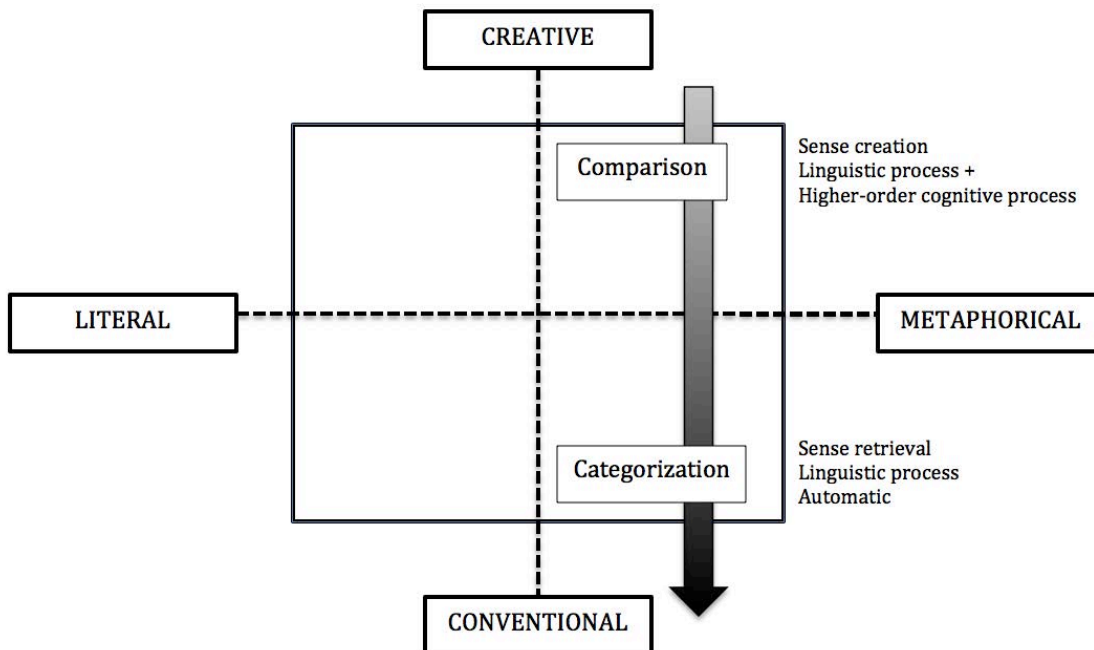 CREATIVE
Comparison
Sense creation
Linguistic process +
Higher-order cognitive process
LITERAL
METAPHORICAL
Categorization
Sense retrieval
Linguistic process
Automatic
CONVENTIONAL